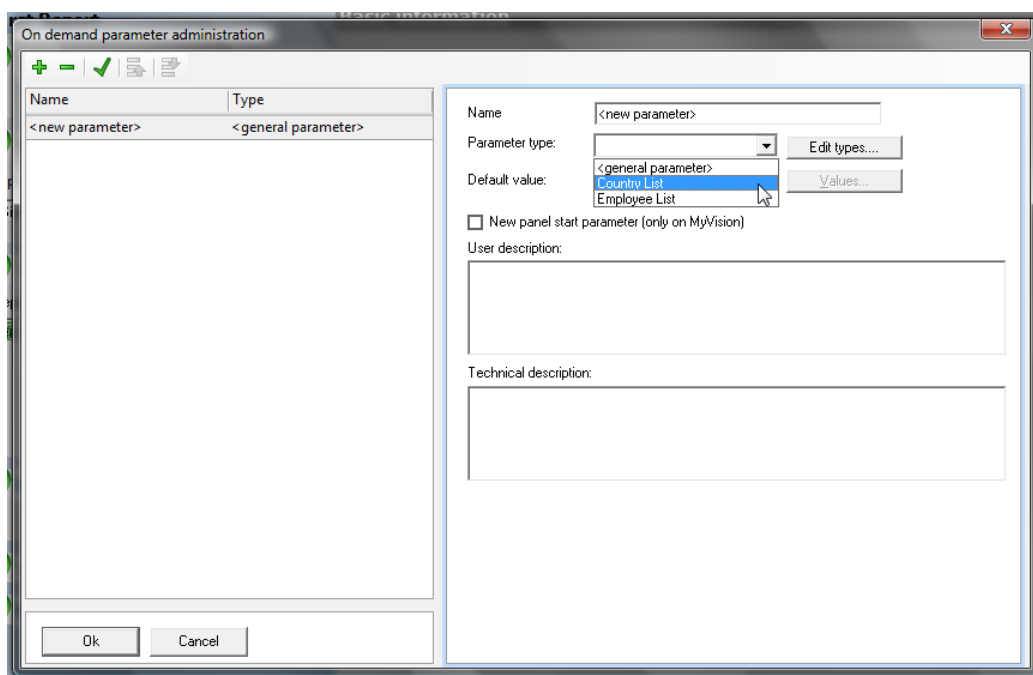 Basic information
On demand parameter administration
Name Type
<new parameter> <general parameter>
Name <new parameter>
Parameter type: Edit types....
<general parameter>
Default value: Country List Values...
Employee List
New panel start parameter (only on MyVision)
User description:
Technical description:
Ok Cancel